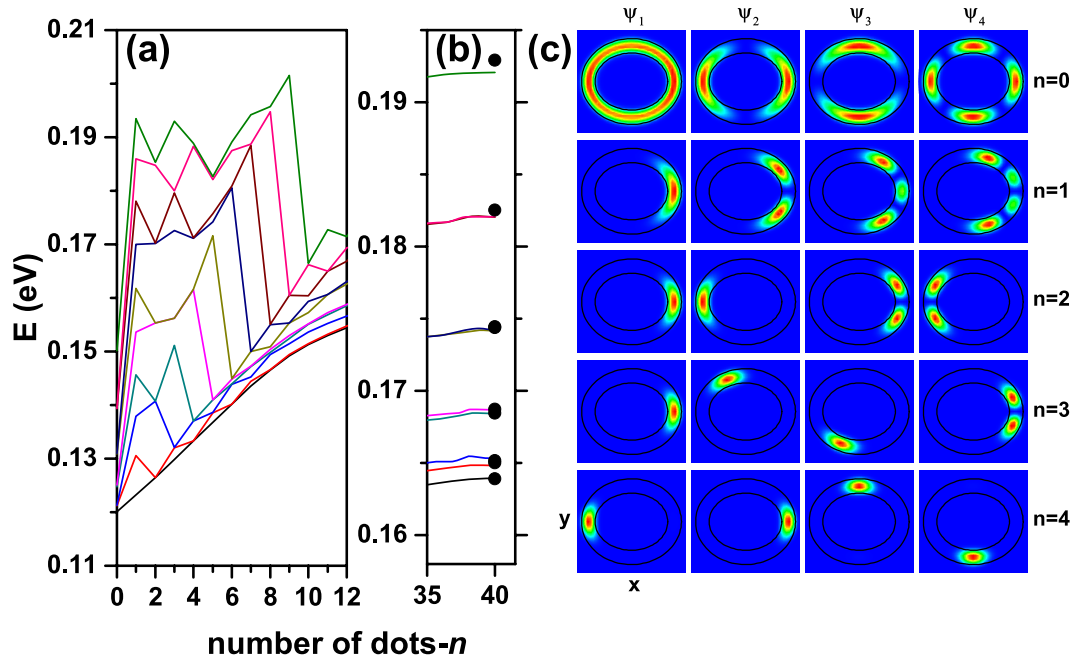 (a)
(b)
(c)
E (eV)
0.21
0.19
0.17
0.15
0.13
0.11
0 2 4 6 8 10 12
0.19
0.18
0.17
0.16
35 40
number of dots-n
ψ1 ψ2 ψ3 ψ4
n=0
n=1
n=2
n=3
n=4
y
x